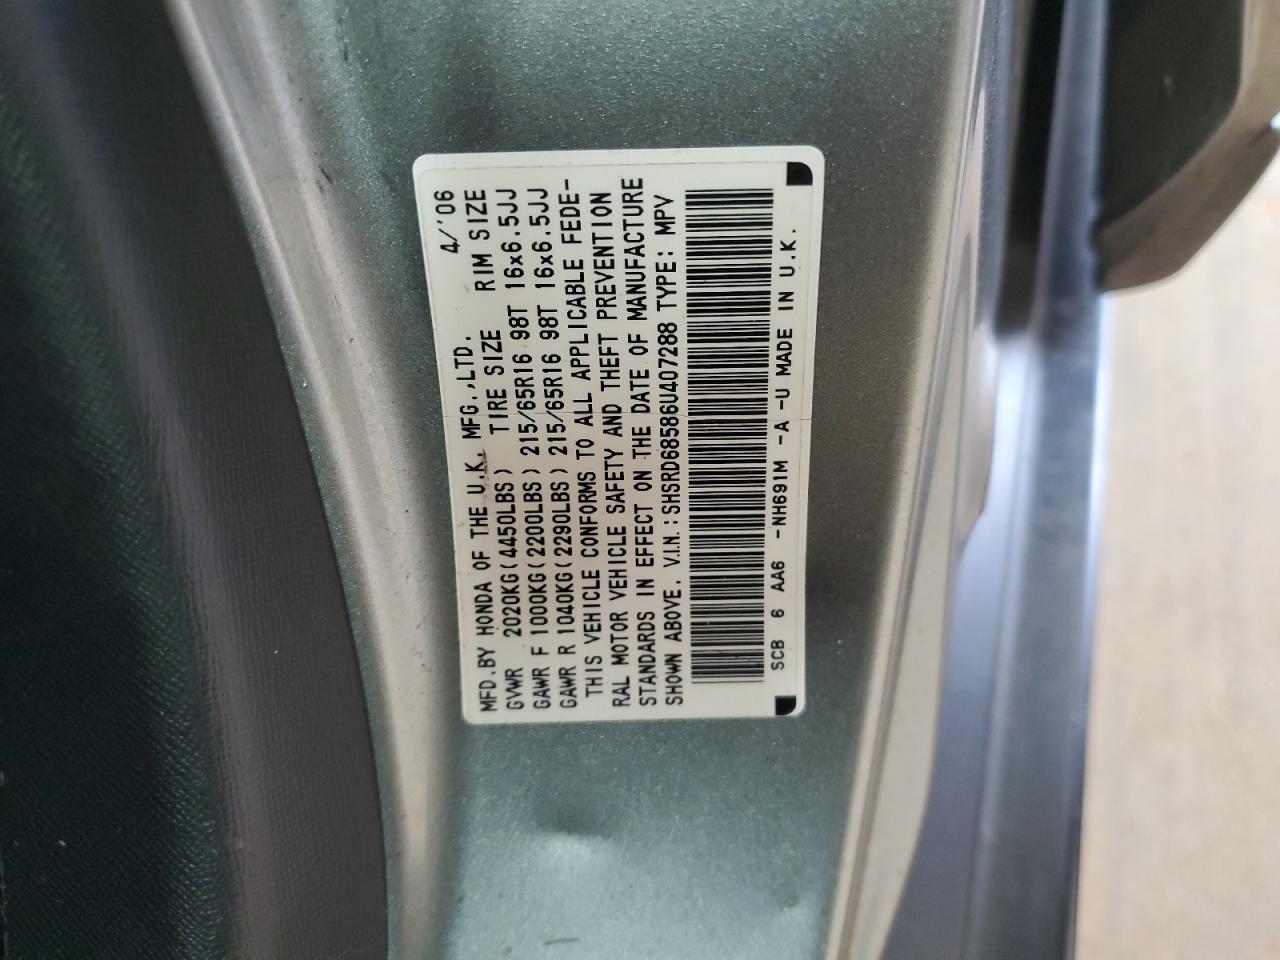 MFD.BY HONDA OF THE U.K. MFG.,LTD. 4/'06
GVWR 2020KG(4450LBS) TIRE SIZE RIM SIZE
GAWR F 1000KG(2200LBS) 215/65R16 98T 16x6.5JJ
GAWR R 1040KG(2290LBS) 215/65R16 98T 16x6.5JJ
THIS VEHICLE CONFORMS TO ALL APPLICABLE FEDE-
RAL MOTOR VEHICLE SAFETY AND THEFT PREVENTION
STANDARDS IN EFFECT ON THE DATE OF MANUFACTURE
SHOWN ABOVE. V.I.N.:SHSRD68586U407288 TYPE: MPV
SCB 6 AA6 -NH691M -A -U MADE IN U.K.